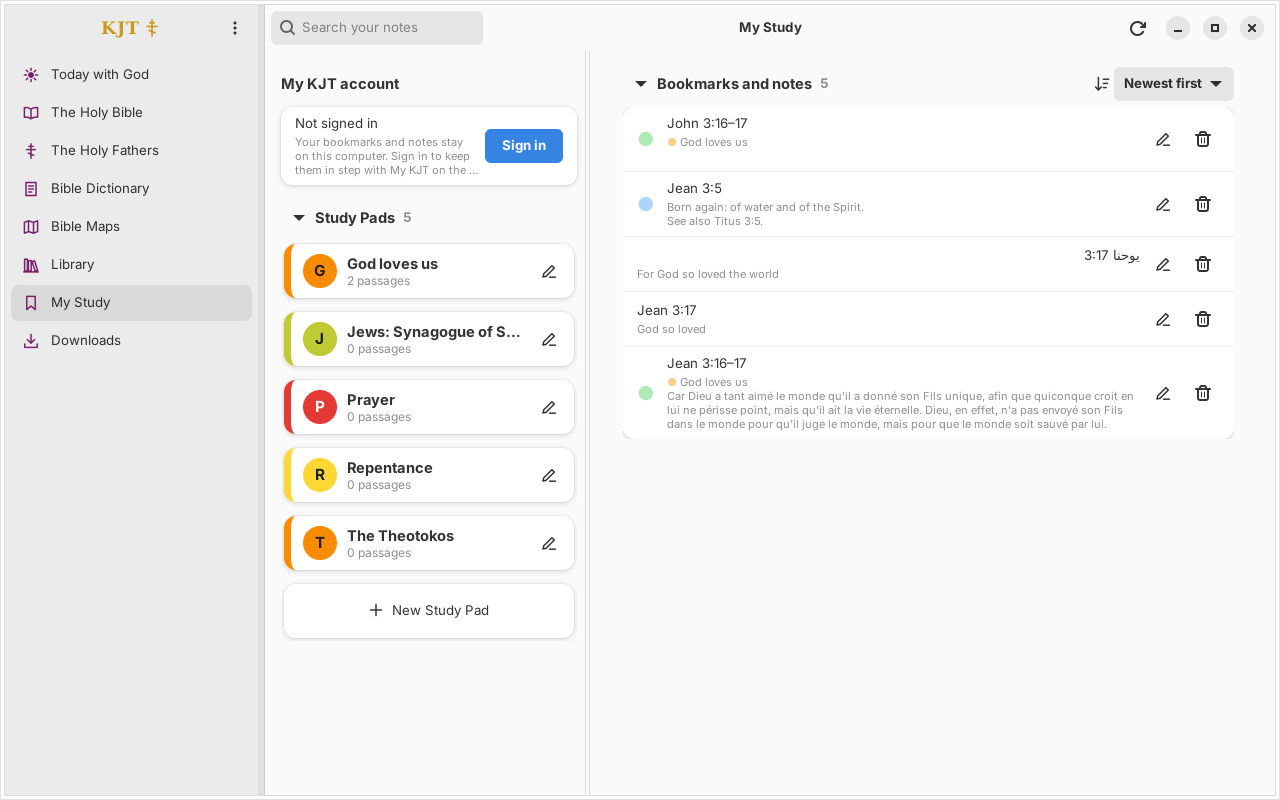 KJT
Today with God
The Holy Bible
The Holy Fathers
Bible Dictionary
Bible Maps
Library
My Study
Downloads
Search your notes
My Study
My KJT account
Not signed in
Your bookmarks and notes stay
on this computer. Sign in to keep
them in step with My KJT on the ...
Sign in
Study Pads 5
G
God loves us
2 passages
J
Jews: Synagogue of S...
0 passages
P
Prayer
0 passages
R
Repentance
0 passages
T
The Theotokos
0 passages
New Study Pad
Bookmarks and notes 5
Newest first
John 3:16–17
God loves us
Jean 3:5
Born again: of water and of the Spirit.
See also Titus 3:5.
يوحنا 3:17
For God so loved the world
Jean 3:17
God so loved
Jean 3:16–17
God loves us
Car Dieu a tant aimé le monde qu'il a donné son Fils unique, afin que quiconque croit en
lui ne périsse point, mais qu'il ait la vie éternelle. Dieu, en effet, n'a pas envoyé son Fils
dans le monde pour qu'il juge le monde, mais pour que le monde soit sauvé par lui.